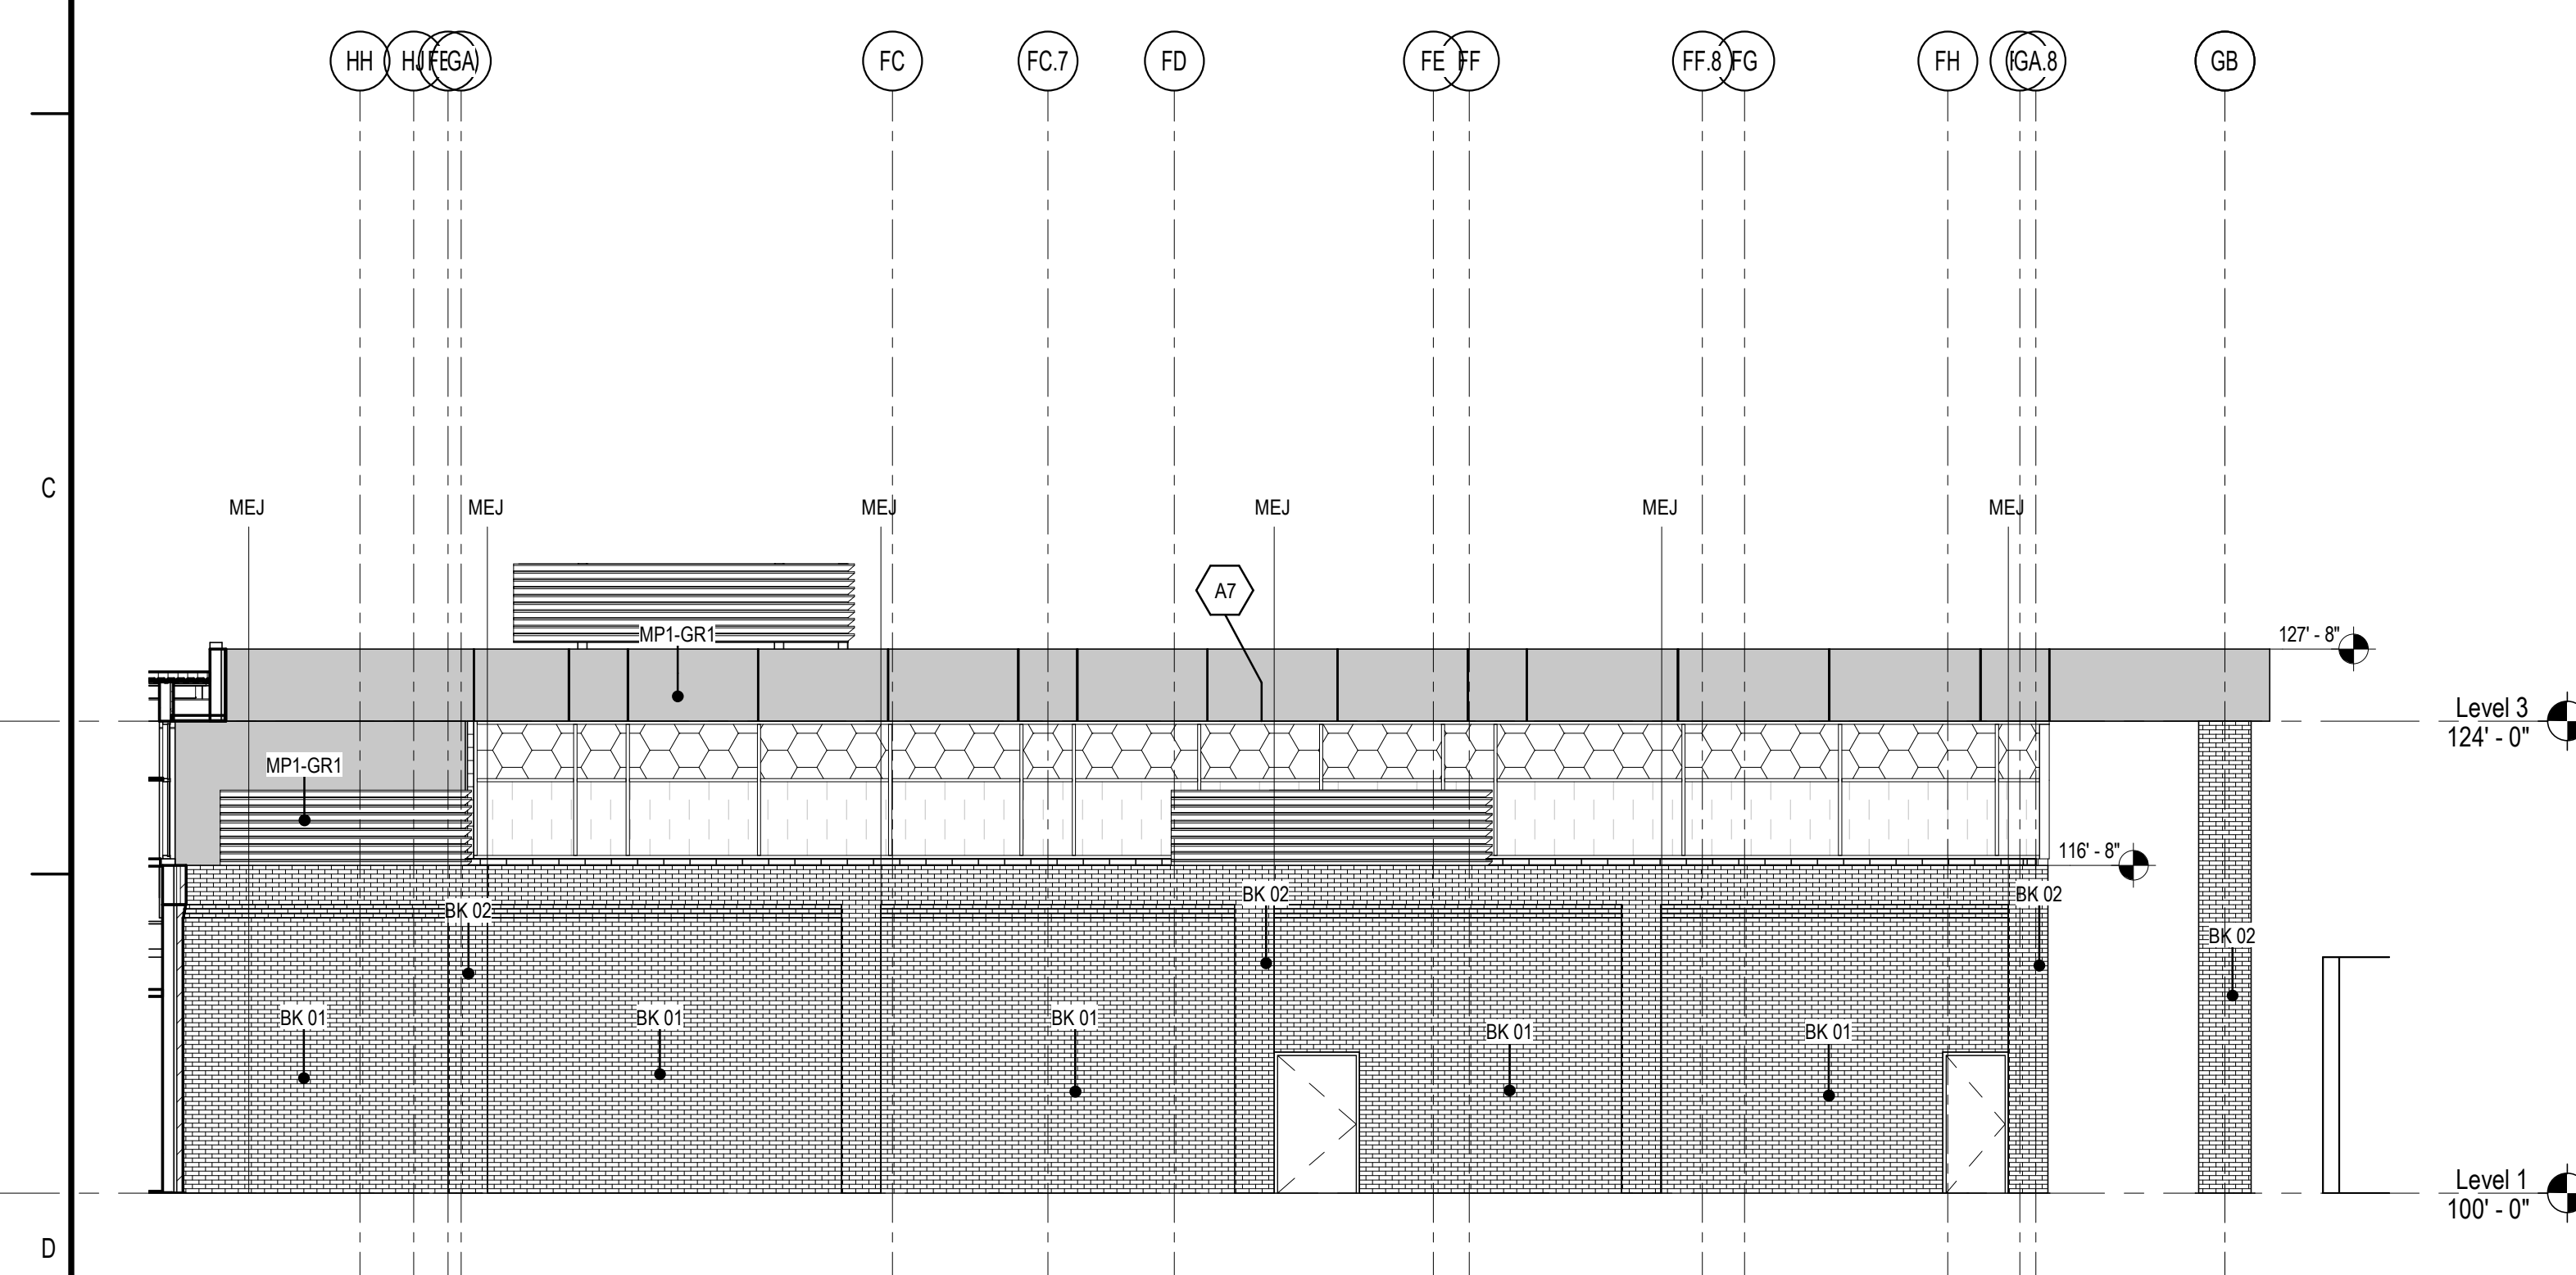 HH
HJ
FE
GA
FC
FC.7
FD
FE
FF
FF.8
FG
FH
GA.8
GB
C
MEJ
MEJ
MEJ
MEJ
MEJ
MEJ
A7
MP1-GR1
127' - 8"
Level 3
124' - 0"
MP1-GR1
116' - 8"
BK 02
BK 02
BK 02
BK 02
BK 01
BK 01
BK 01
BK 01
BK 01
Level 1
100' - 0"
D